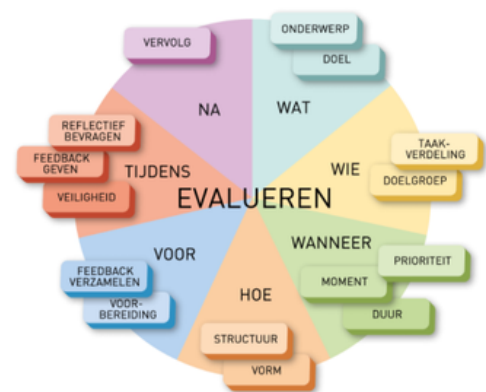 ONDERWERP
DOEL
WAT
TAAK-
VERDELING
DOELGROEP
WIE
WANNEER
PRIORITEIT
MOMENT
DUUR
HOE
STRUCTUUR
VORM
VOOR
FEEDBACK
VERZAMELEN
VOOR-
BEREIDING
TIJDENS
REFLECTIEF
BEVRAGEN
FEEDBACK
GEVEN
VEILIGHEID
NA
VERVOLG
EVALUEREN